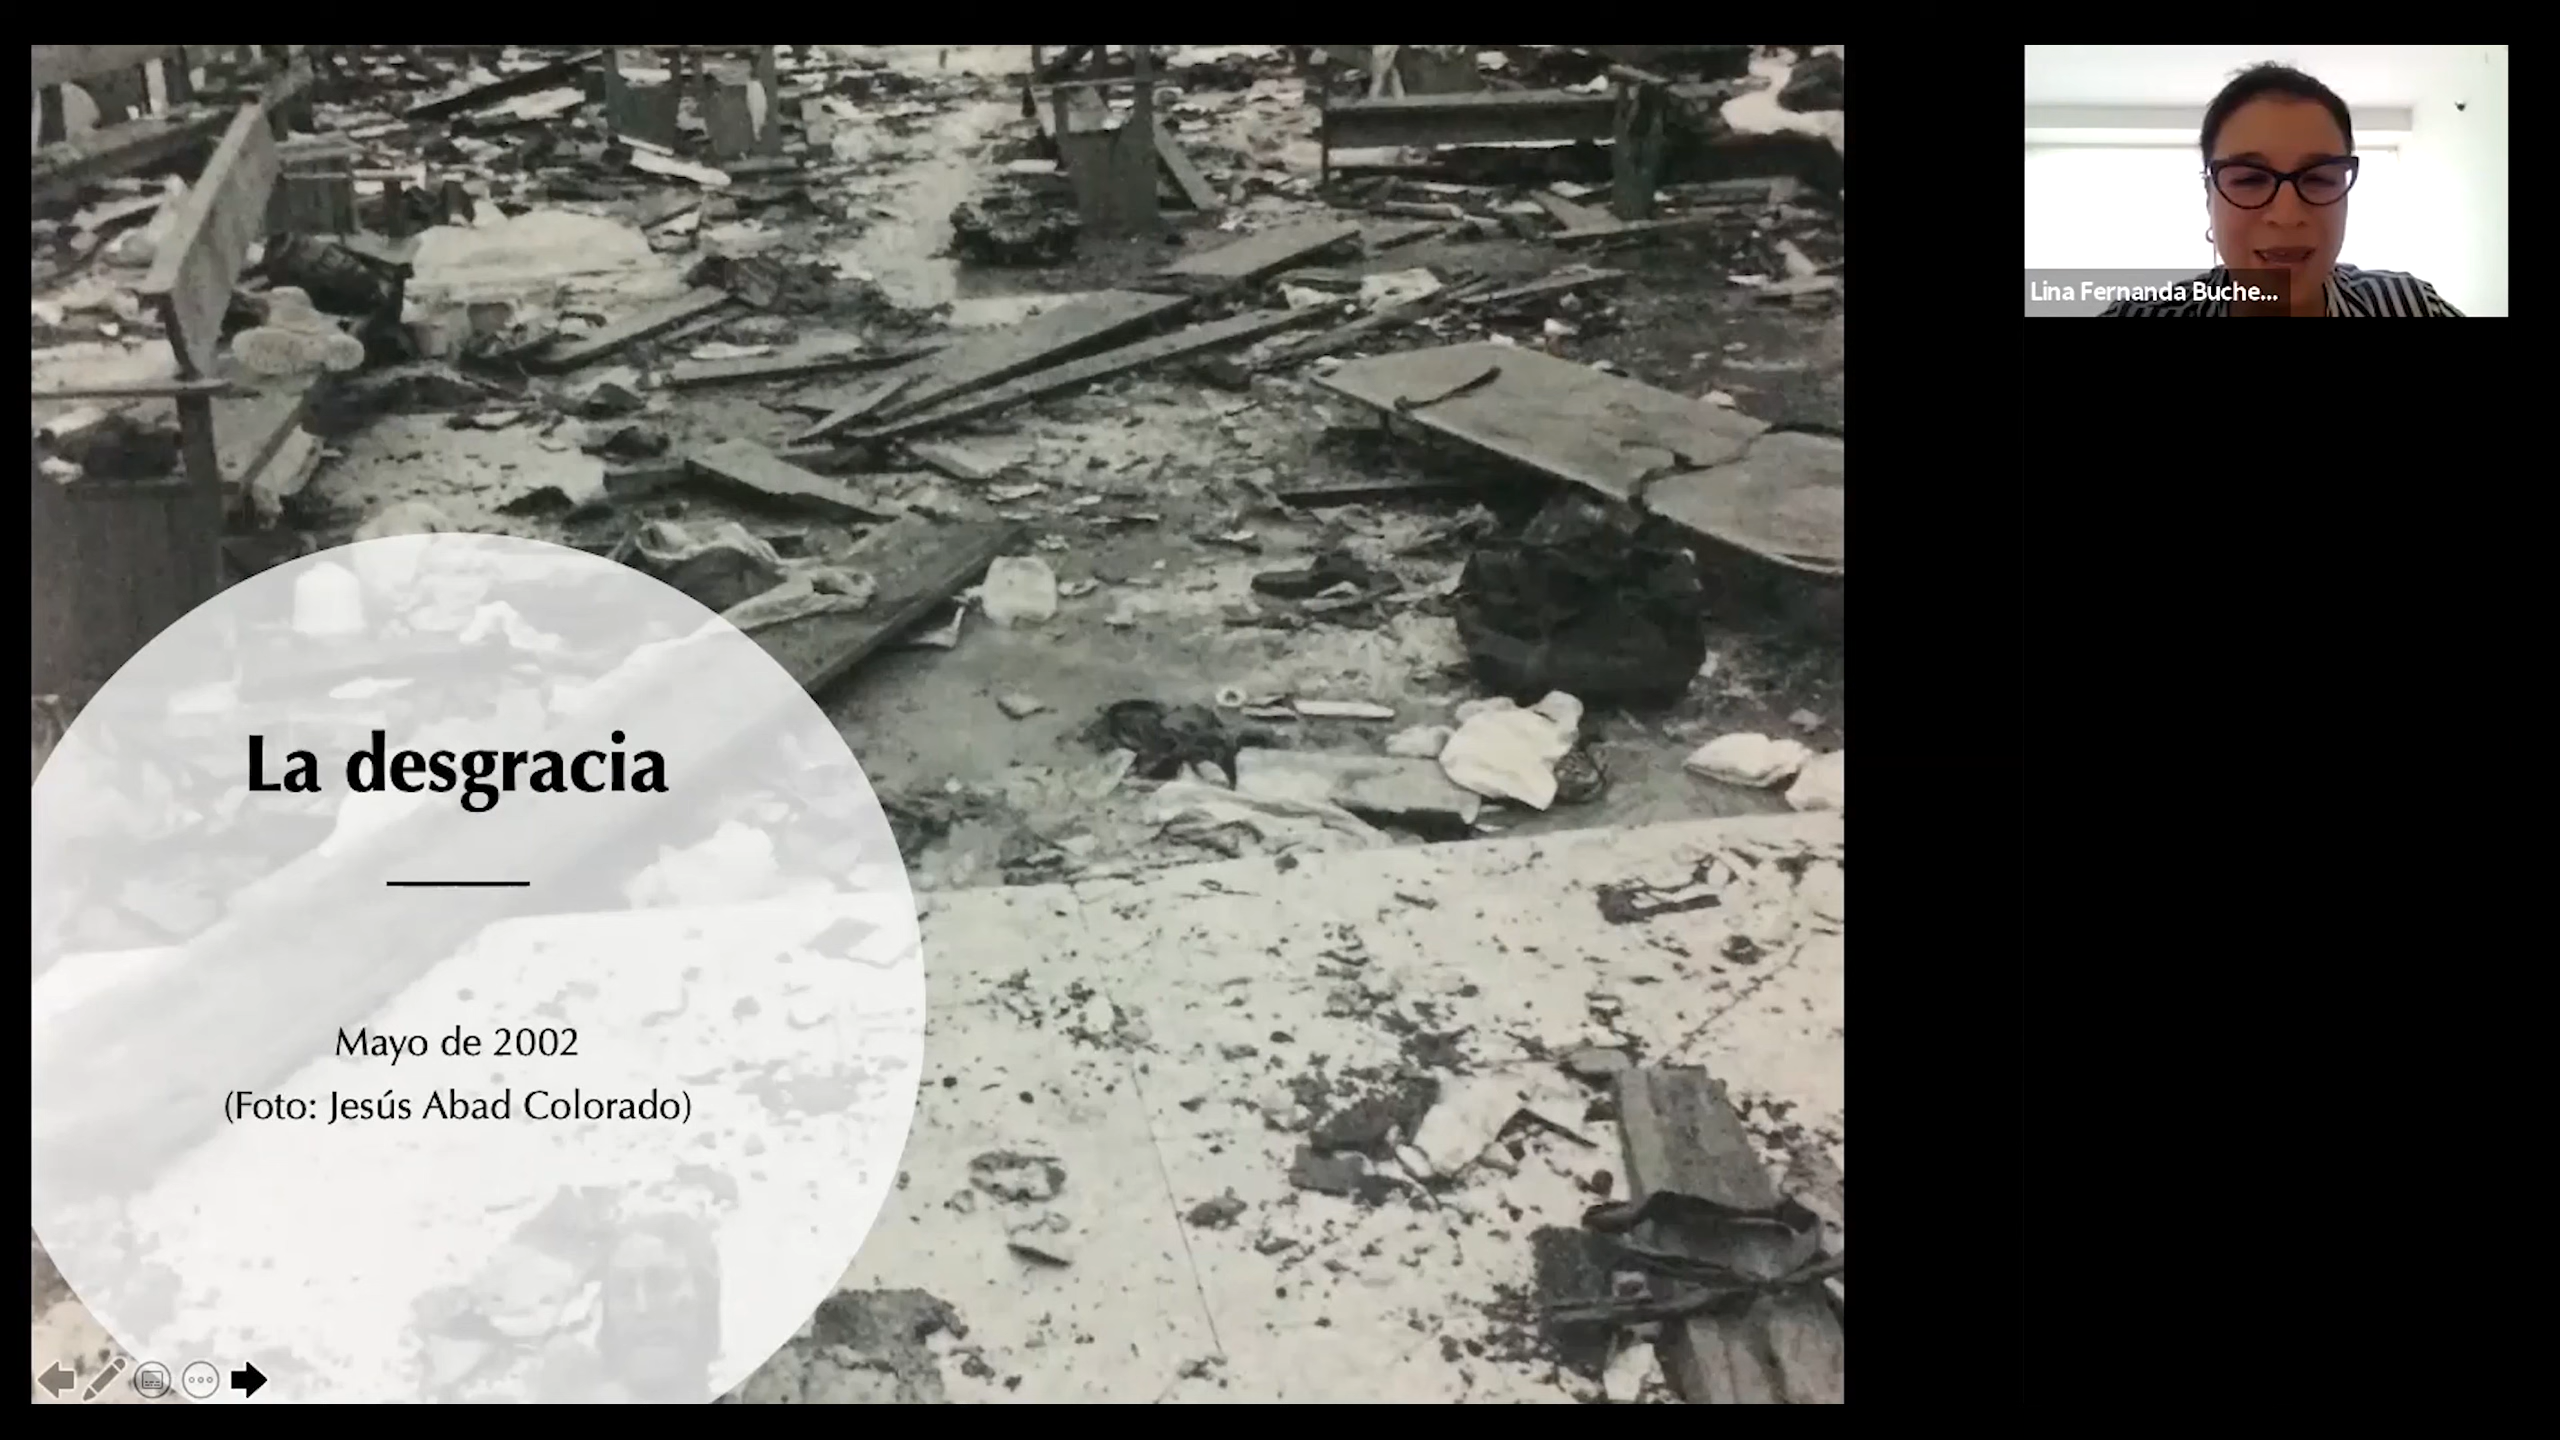 La desgracia
Mayo de 2002
(Foto: Jesús Abad Colorado)
Lina Fernanda Buche...